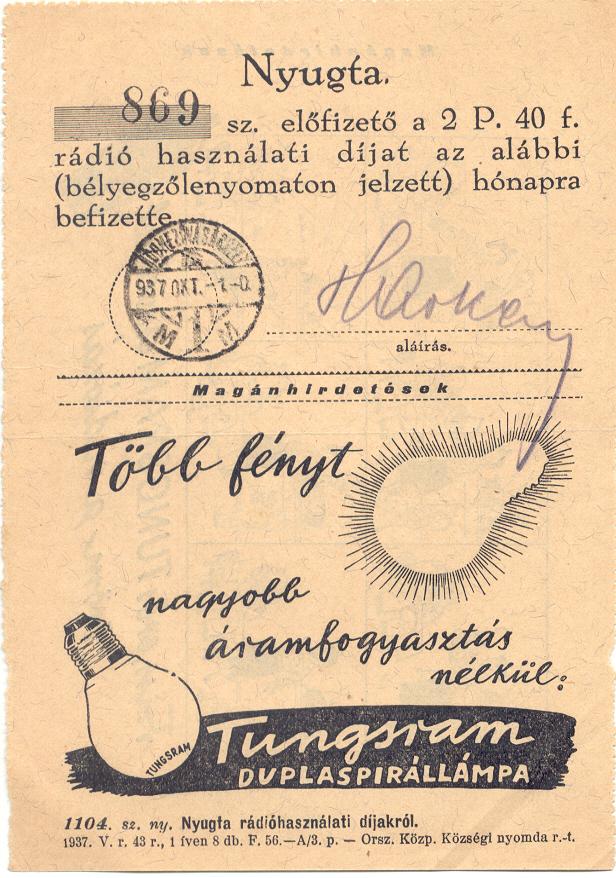 Nyugta.
869 sz. előfizető a 2 P. 40 f.
rádió használati díjat az alábbi
(bélyegzőlenyomaton jelzett) hónapra
befizette.
937 OKT.-1.-0.
aláírás.
Magánhirdetések
Több fényt
nagyobb
áramfogyasztás
nélkül:
TUNGSRAM
Tungsram
DUPLASPIRÁLLÁMPA
1104. sz. ny. Nyugta rádióhasználati díjakról.
1937. V. r. 43 r., 1 íven 8 db. F. 56.—A/3. p. — Orsz. Közp. Községi nyomda r.-t.